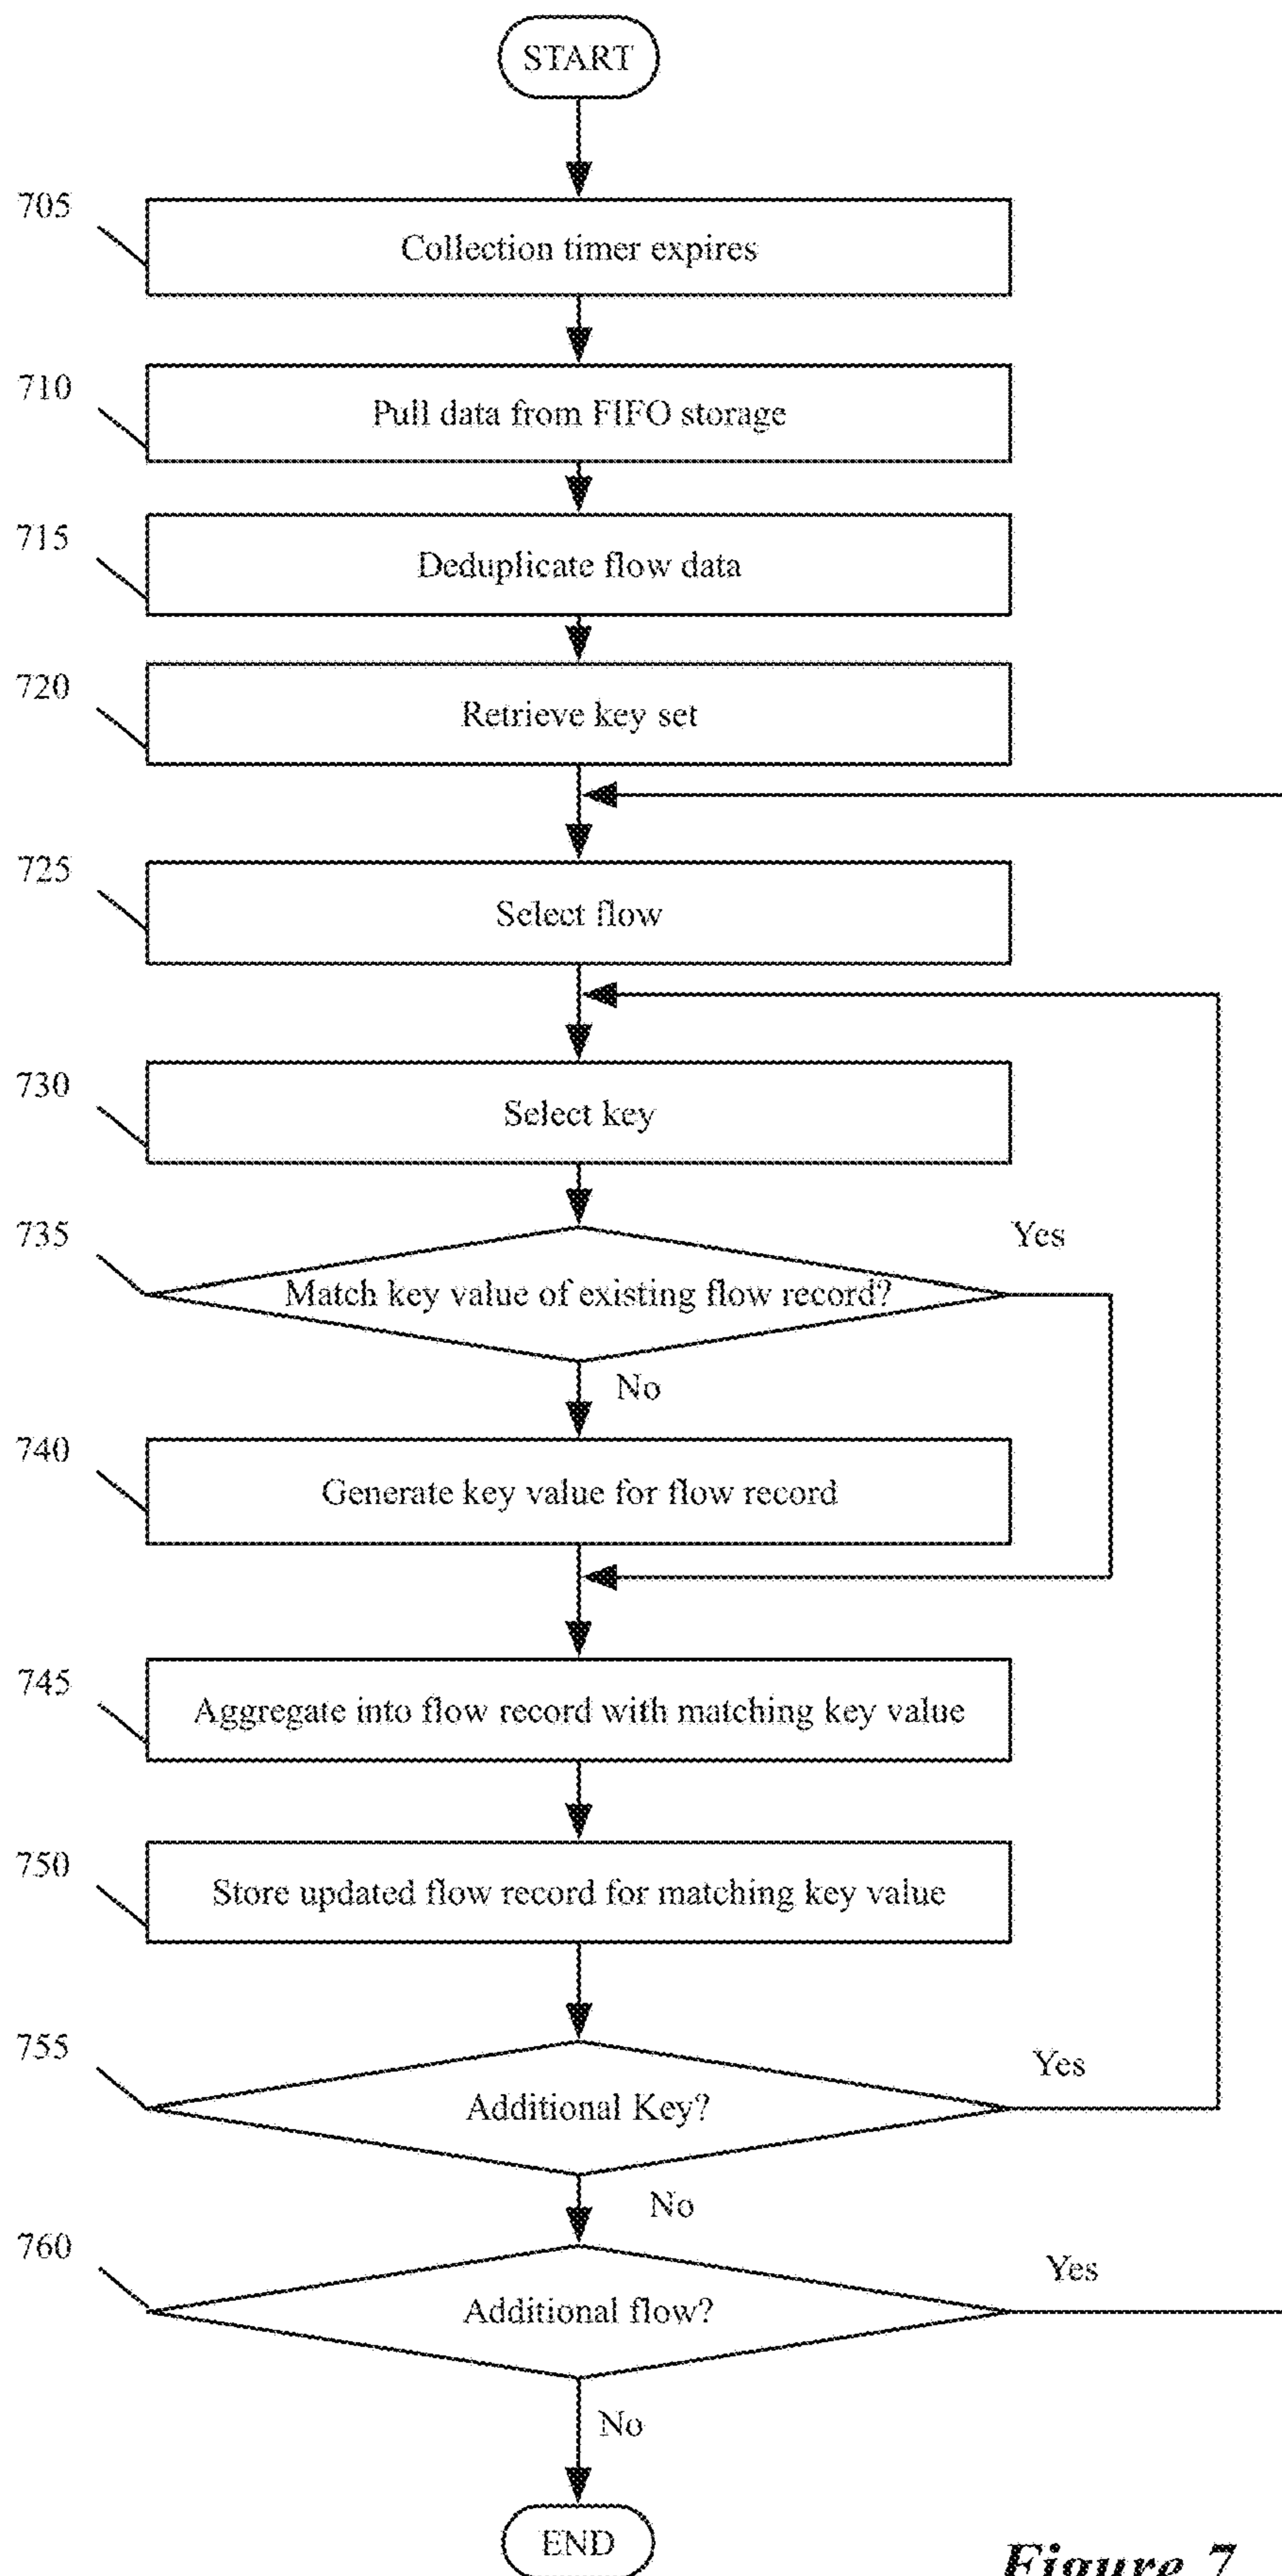 START
705
Collection timer expires
710
Pull data from FIFO storage
715
Deduplicate flow data
720
Retrieve key set
725
Select flow
730
Select key
735
Yes
Match key value of existing flow record?
No
740
Generate key value for flow record
745
Aggregate into flow record with matching key value
750
Store updated flow record for matching key value
755
Yes
Additional Key?
No
760
Yes
Additional flow?
No
END
Figure 7